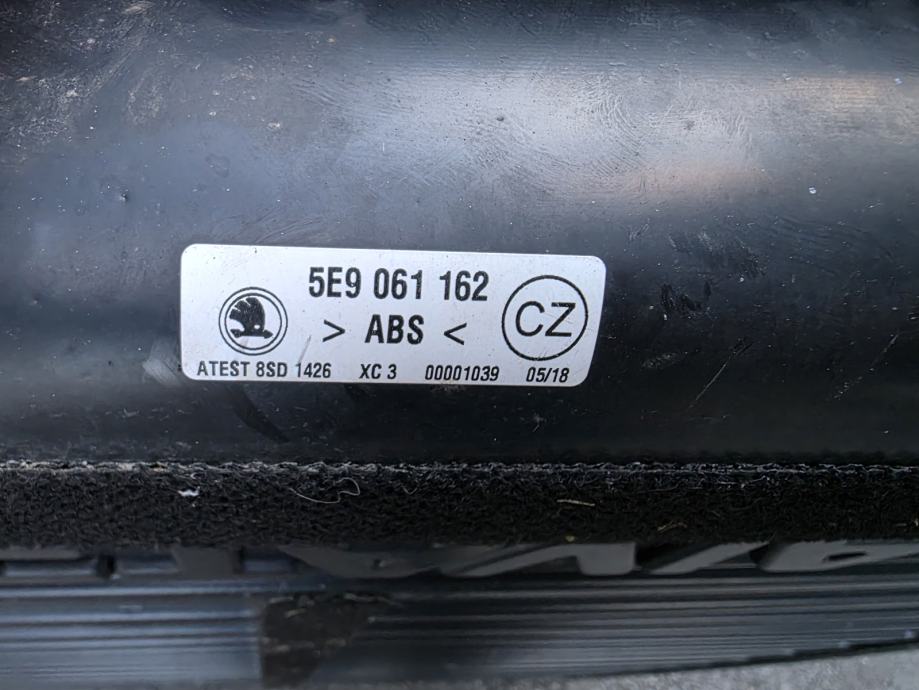 5E9 061 162
> ABS <
CZ
ATEST 8SD 1426 XC 3 00001039 05/18